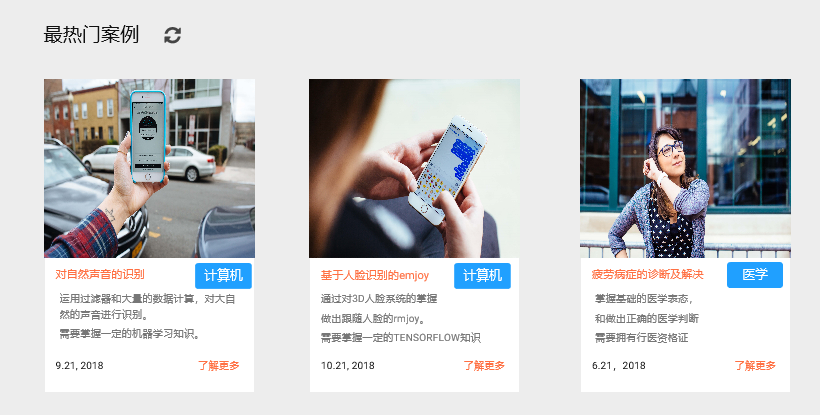 最热门案例
对自然声音的识别
计算机
运用过滤器和大量的数据计算，对大自
然的声音进行识别。
需要掌握一定的机器学习知识。
9.21, 2018
了解更多
基于人脸识别的emjoy
计算机
通过对3D人脸系统的掌握
做出跟随人脸的rmjoy。
需要掌握一定的TENSORFLOW知识
10.21, 2018
了解更多
疲劳病症的诊断及解决
医学
掌握基础的医学表态，
和做出正确的医学判断
需要拥有行医资格证
6.21，2018
了解更多